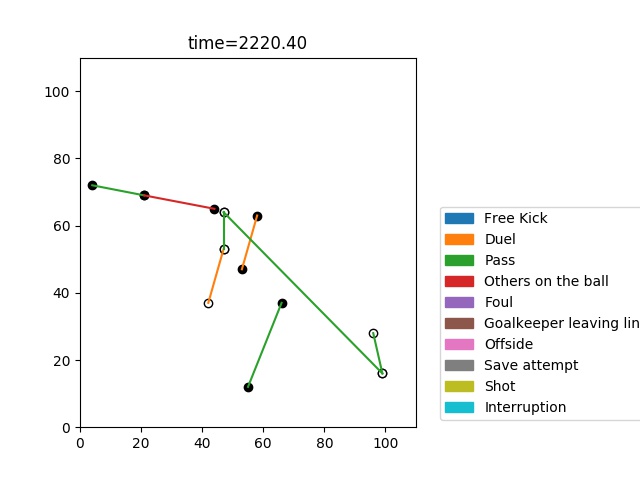 time=2220.40
100
80
60
40
20
0
0 20 40 60 80 100
Free Kick
Duel
Pass
Others on the ball
Foul
Goalkeeper leaving lin
Offside
Save attempt
Shot
Interruption